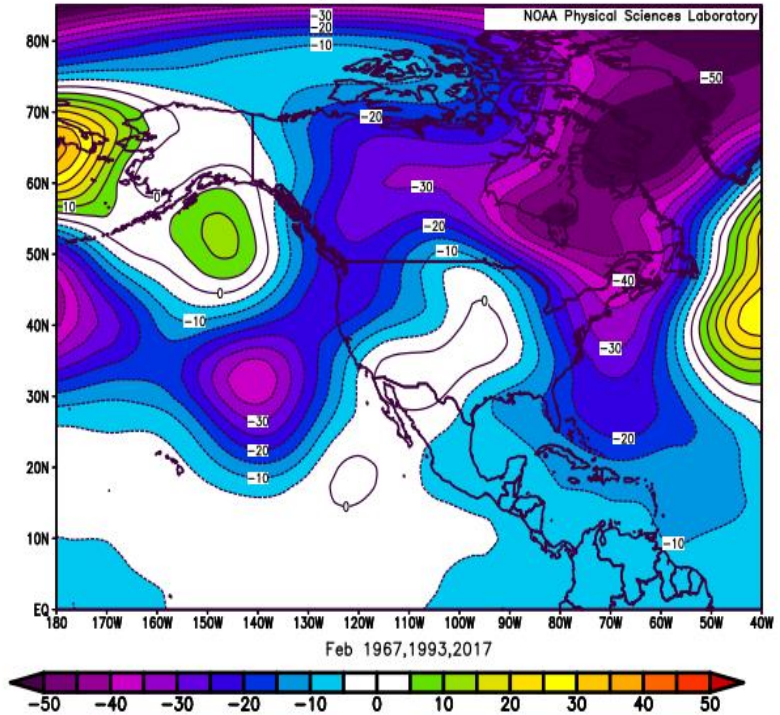 NOAA Physical Sciences Laboratory
-30
-20
-10
80N
-50
70N
-20
0
60N
-30
10
-20
50N
-10
-40
0
0
40N
-10
-30
30N
-30
-20
-20
20N
-10
0
10N
-10
EQ
180 170W 160W 150W 140W 130W 120W 110W 100W 90W 80W 70W 60W 50W 40W
Feb 1967,1993,2017
-50 -40 -30 -20 -10 0 10 20 30 40 50